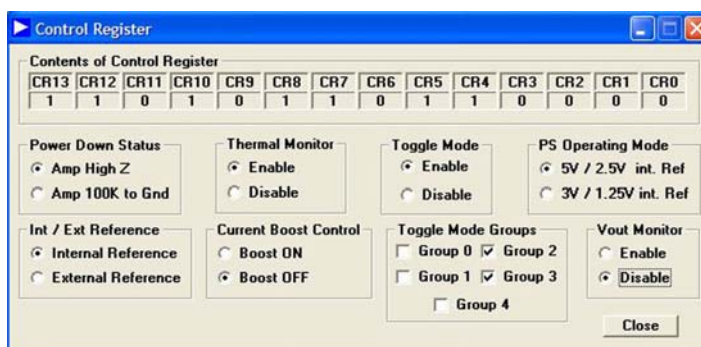 Control Register
Contents of Control Register
CR13 CR12 CR11 CR10 CR9 CR8 CR7 CR6 CR5 CR4 CR3 CR2 CR1 CR0
1 1 0 1 0 1 1 0 1 1 0 0 0 0
Power Down Status
Amp High Z
Amp 100K to Gnd
Thermal Monitor
Enable
Disable
Toggle Mode
Enable
Disable
PS Operating Mode
5V / 2.5V int. Ref
3V / 1.25V int. Ref
Int / Ext Reference
Internal Reference
External Reference
Current Boost Control
Boost ON
Boost OFF
Toggle Mode Groups
Group 0 Group 2
Group 1 Group 3
Group 4
Vout Monitor
Enable
Disable
Close